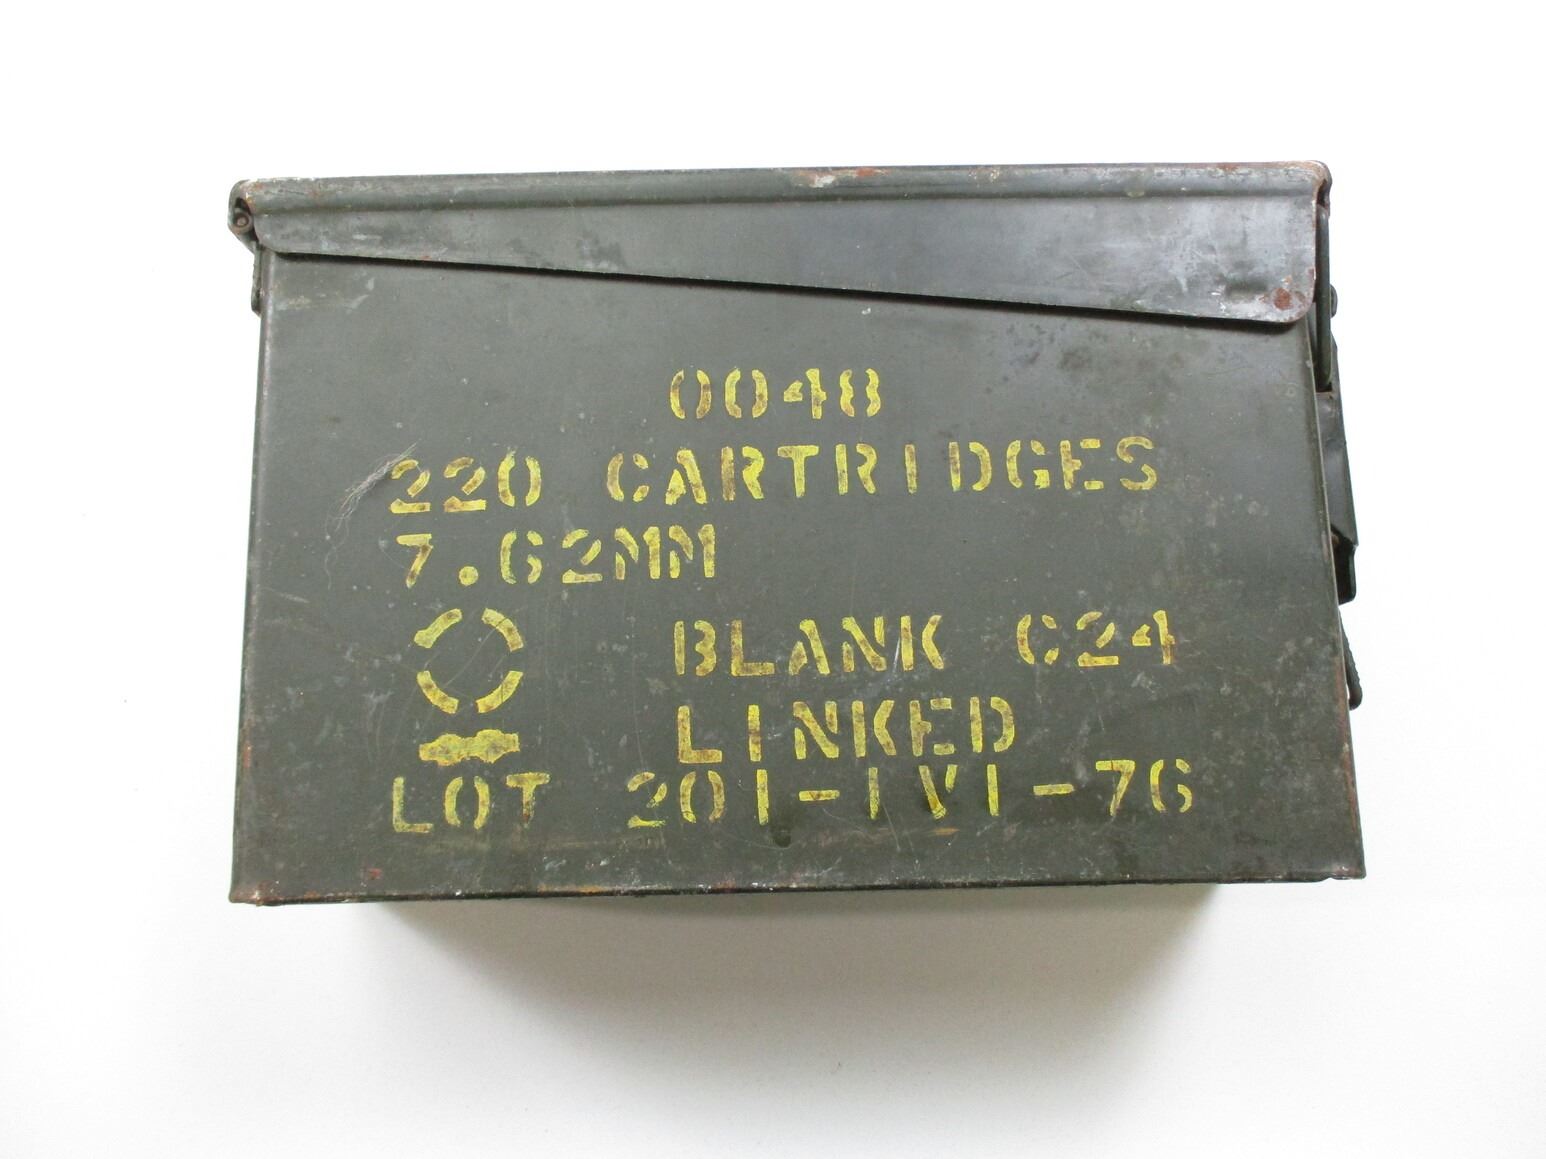 0048
220 CARTRIDGES
7.62MM
BLANK C24
LINKED
LOT 201-IVI-76